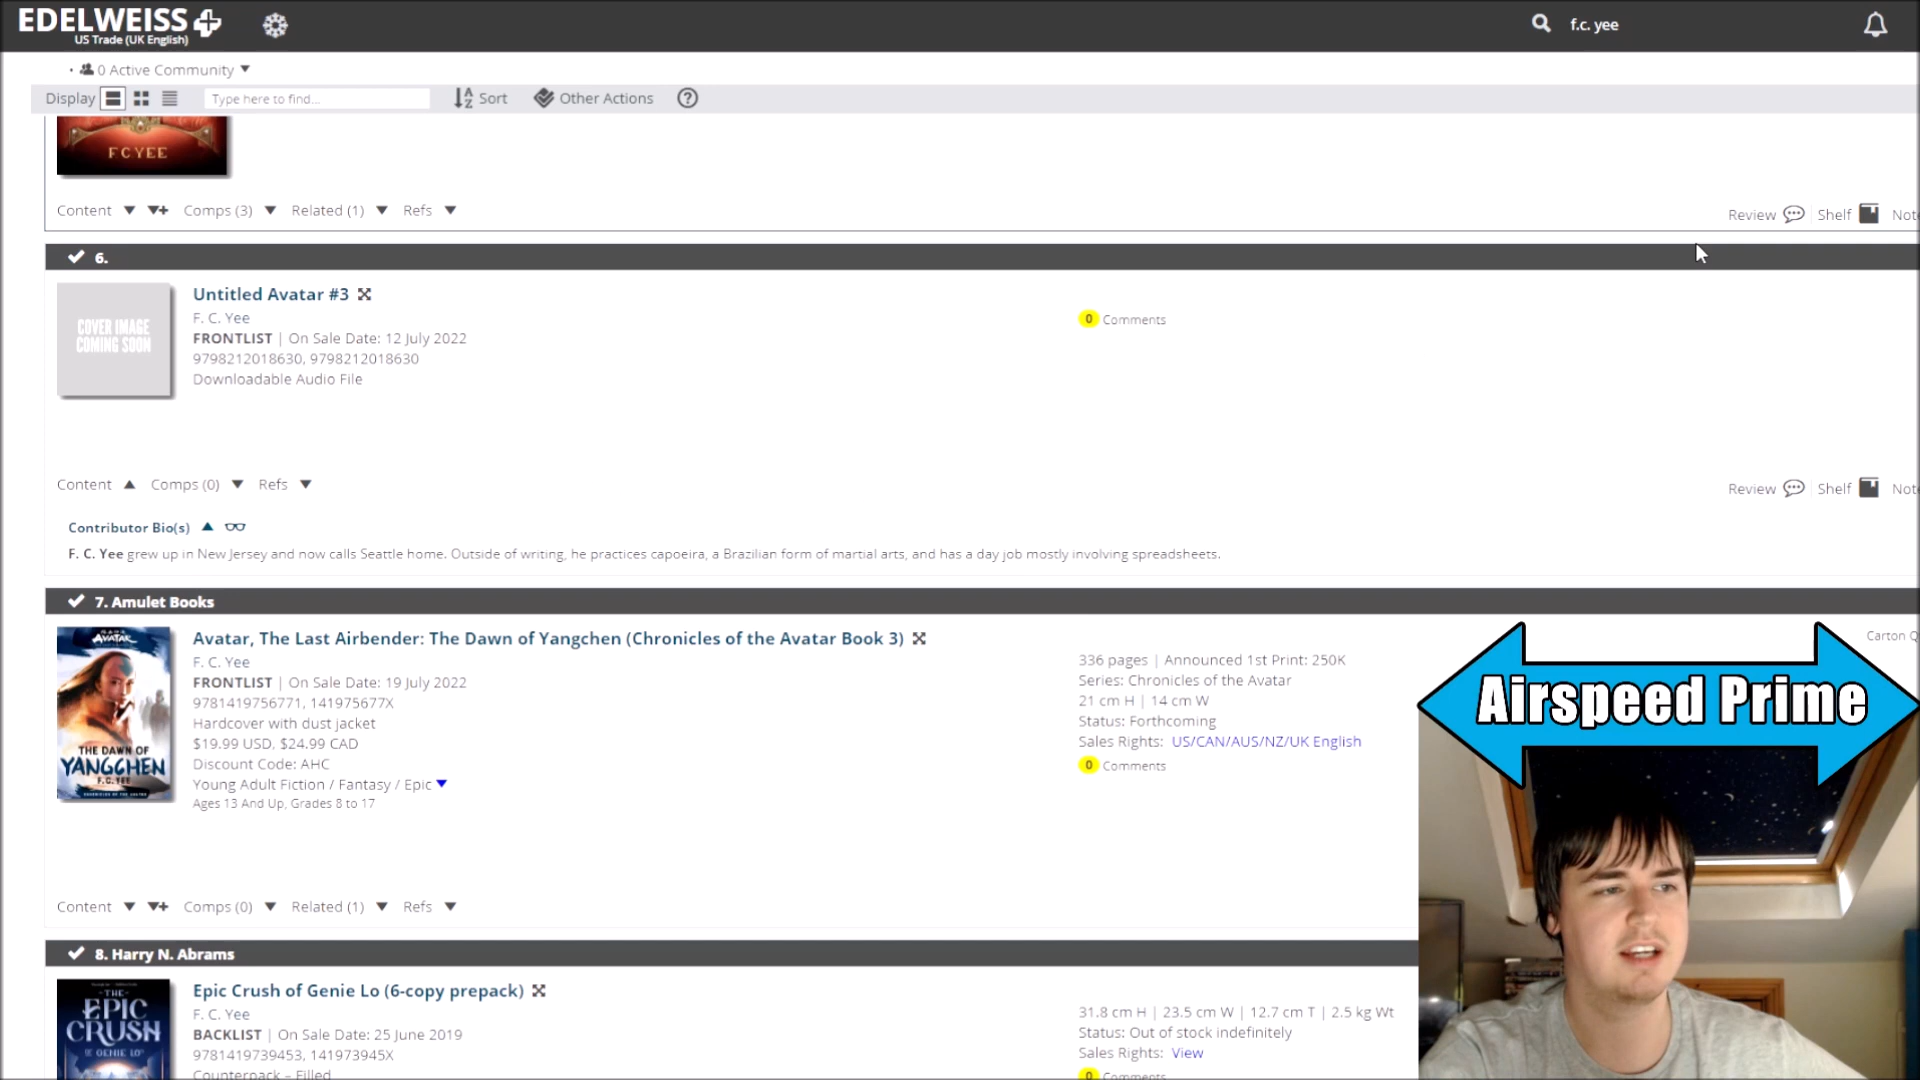 EDELWEISS
US Trade (UK English)
f.c. yee
0 Active Community
Display Type here to find... Sort Other Actions
F.C. YEE
Content Comps (3) Related (1) Refs
Review Shelf
6.
Untitled Avatar #3
F. C. Yee
FRONTLIST | On Sale Date: 12 July 2022
9798212018630, 9798212018630
Downloadable Audio File
COVER IMAGE
COMING SOON
0 Comments
Content Comps (0) Refs
Review Shelf
Contributor Bio(s)
F. C. Yee grew up in New Jersey and now calls Seattle home. Outside of writing, he practices capoeira, a Brazilian form of martial arts, and has a day job mostly involving spreadsheets.
7. Amulet Books
Avatar, The Last Airbender: The Dawn of Yangchen (Chronicles of the Avatar Book 3)
F. C. Yee
FRONTLIST | On Sale Date: 19 July 2022
9781419756771, 141975677X
Hardcover with dust jacket
$19.99 USD, $24.99 CAD
Discount Code: AHC
Young Adult Fiction / Fantasy / Epic
Ages 13 And Up, Grades 8 to 17
AVATAR
THE DAWN OF
YANGCHEN
F.C. YEE
336 pages | Announced 1st Print: 250K
Series: Chronicles of the Avatar
21 cm H | 14 cm W
Status: Forthcoming
Sales Rights: US/CAN/AUS/NZ/UK English
0 Comments
Carton Q
Airspeed Prime
Content Comps (0) Related (1) Refs
8. Harry N. Abrams
Epic Crush of Genie Lo (6-copy prepack)
F. C. Yee
BACKLIST | On Sale Date: 25 June 2019
9781419739453, 141973945X
Counterpack – Filled
THE
EPIC
CRUSH
OF GENIE LO
31.8 cm H | 23.5 cm W | 12.7 cm T | 2.5 kg Wt
Status: Out of stock indefinitely
Sales Rights: View
0 Comments